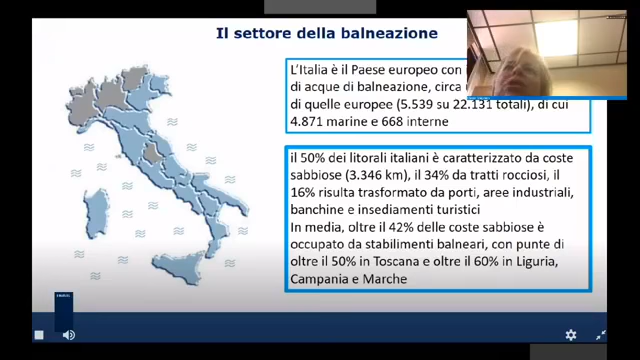 Il settore della balneazione
L'Italia è il Paese europeo con
di acque di balneazione, circa
di quelle europee (5.539 su 22.131 totali), di cui
4.871 marine e 668 interne
il 50% dei litorali italiani è caratterizzato da coste
sabbiose (3.346 km), il 34% da tratti rocciosi, il
16% risulta trasformato da porti, aree industriali,
banchine e insediamenti turistici
In media, oltre il 42% delle coste sabbiose è
occupato da stabilimenti balneari, con punte di
oltre il 50% in Toscana e oltre il 60% in Liguria,
Campania e Marche